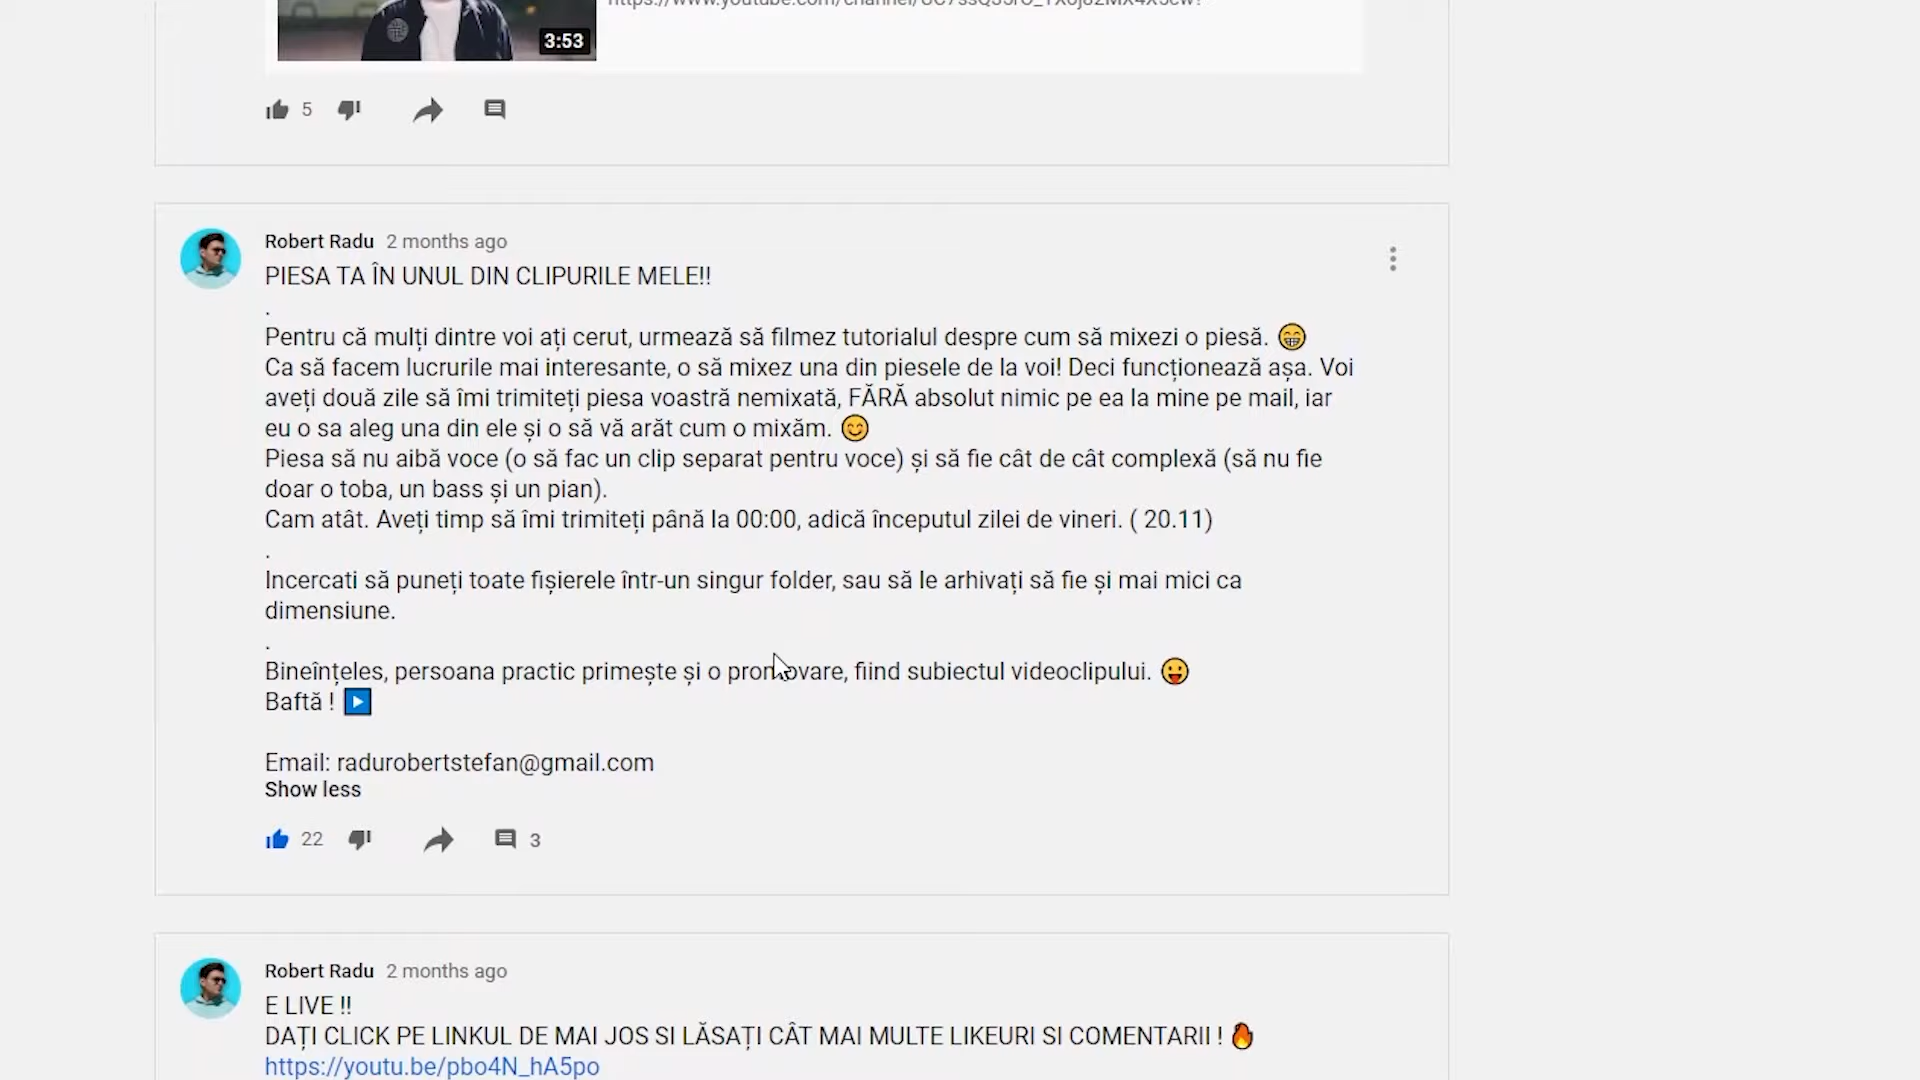 3:53
5
Robert Radu 2 months ago
PIESA TA ÎN UNUL DIN CLIPURILE MELE!!
.
Pentru că mulți dintre voi ați cerut, urmează să filmez tutorialul despre cum să mixezi o piesă. 😁
Ca să facem lucrurile mai interesante, o să mixez una din piesele de la voi! Deci funcționează așa. Voi
aveți două zile să îmi trimiteți piesa voastră nemixată, FĂRĂ absolut nimic pe ea la mine pe mail, iar
eu o sa aleg una din ele și o să vă arăt cum o mixăm. 😊
Piesa să nu aibă voce (o să fac un clip separat pentru voce) și să fie cât de cât complexă (să nu fie
doar o toba, un bass și un pian).
Cam atât. Aveți timp să îmi trimiteți până la 00:00, adică începutul zilei de vineri. ( 20.11)
.
Incercati să puneți toate fișierele într-un singur folder, sau să le arhivați să fie și mai mici ca
dimensiune.
.
Bineînțeles, persoana practic primește și o promovare, fiind subiectul videoclipului. 😛
Baftă ! ▶️
Email: radurobertstefan@gmail.com
Show less
22 3
Robert Radu 2 months ago
E LIVE !!
DAȚI CLICK PE LINKUL DE MAI JOS SI LĂSAȚI CÂT MAI MULTE LIKEURI SI COMENTARII ! 🔥
https://youtu.be/pbo4N_hA5po